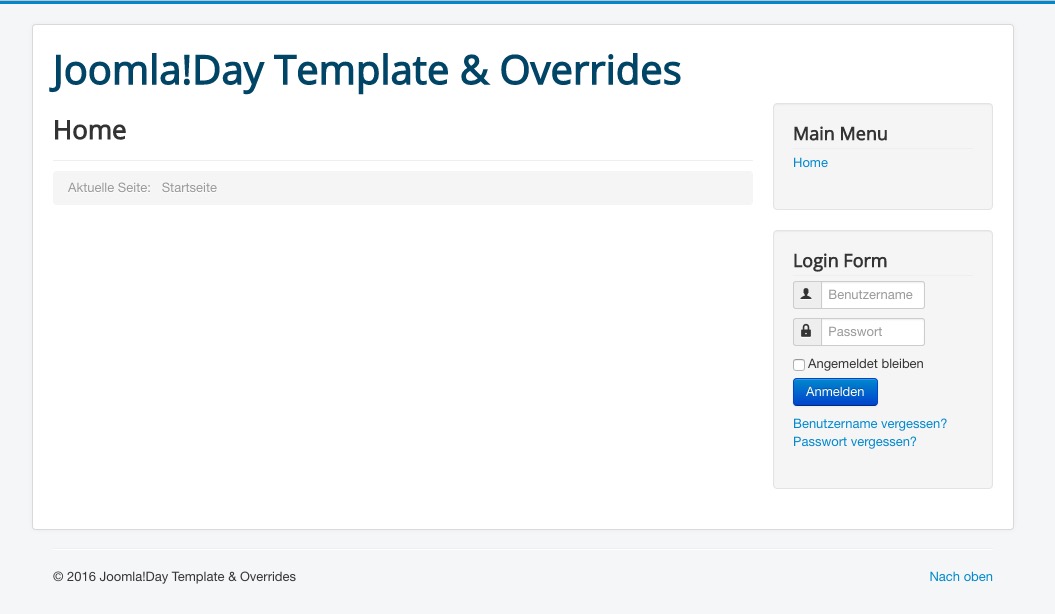 Joomla!Day Template & Overrides
Home
Aktuelle Seite: Startseite
Main Menu
Home
Login Form
Benutzername
Passwort
Angemeldet bleiben
Anmelden
Benutzername vergessen?
Passwort vergessen?
© 2016 Joomla!Day Template & Overrides
Nach oben